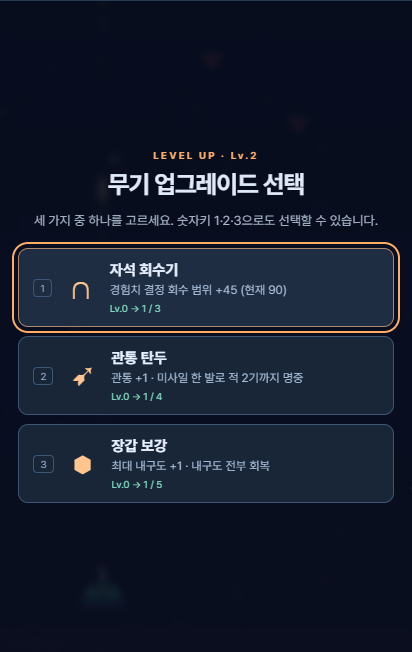 LEVEL UP · Lv.2
무기 업그레이드 선택
세 가지 중 하나를 고르세요. 숫자키 1·2·3으로도 선택할 수 있습니다.
1
자석 회수기
경험치 결정 회수 범위 +45 (현재 90)
Lv.0 → 1 / 3
2
관통 탄두
관통 +1 · 미사일 한 발로 적 2기까지 명중
Lv.0 → 1 / 4
3
장갑 보강
최대 내구도 +1 · 내구도 전부 회복
Lv.0 → 1 / 5